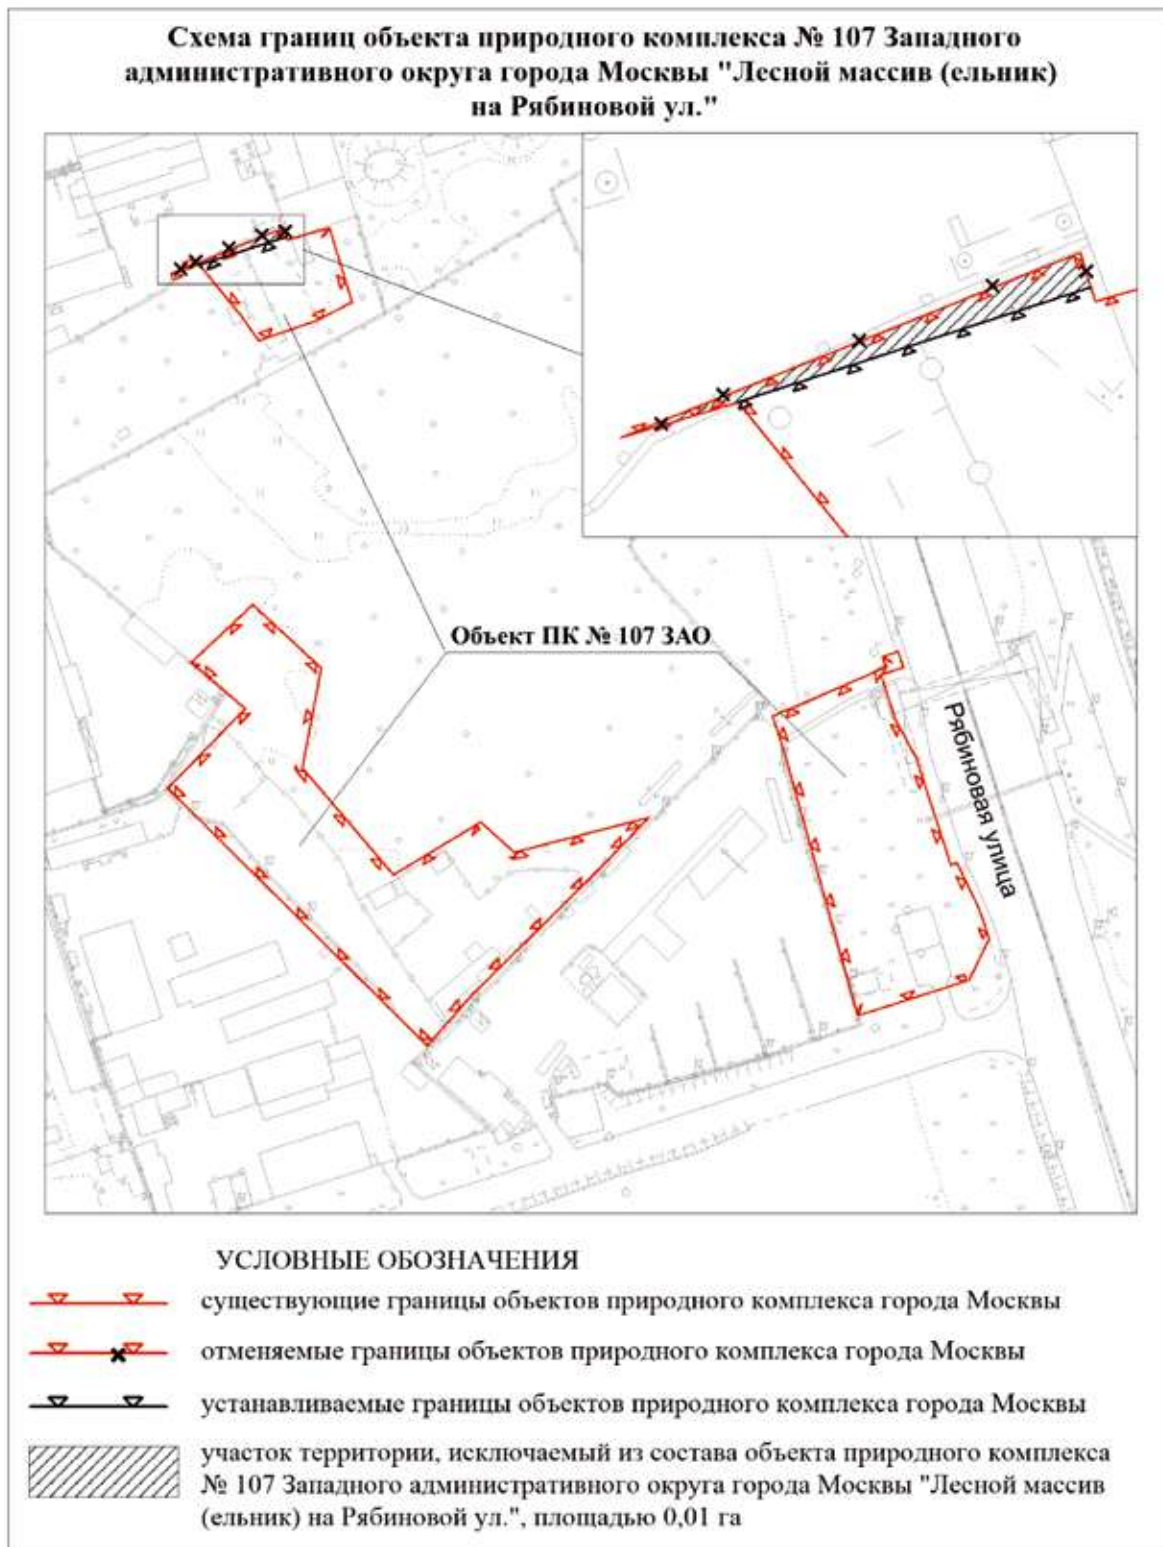 Схема границ объекта природного комплекса № 107 Западного
административного округа города Москвы "Лесной массив (ельник)
на Рябиновой ул."
Объект ПК № 107 ЗАО
Рябиновая улица
УСЛОВНЫЕ ОБОЗНАЧЕНИЯ
существующие границы объектов природного комплекса города Москвы
отменяемые границы объектов природного комплекса города Москвы
устанавливаемые границы объектов природного комплекса города Москвы
участок территории, исключаемый из состава объекта природного комплекса
№ 107 Западного административного округа города Москвы "Лесной массив
(ельник) на Рябиновой ул.", площадью 0,01 га